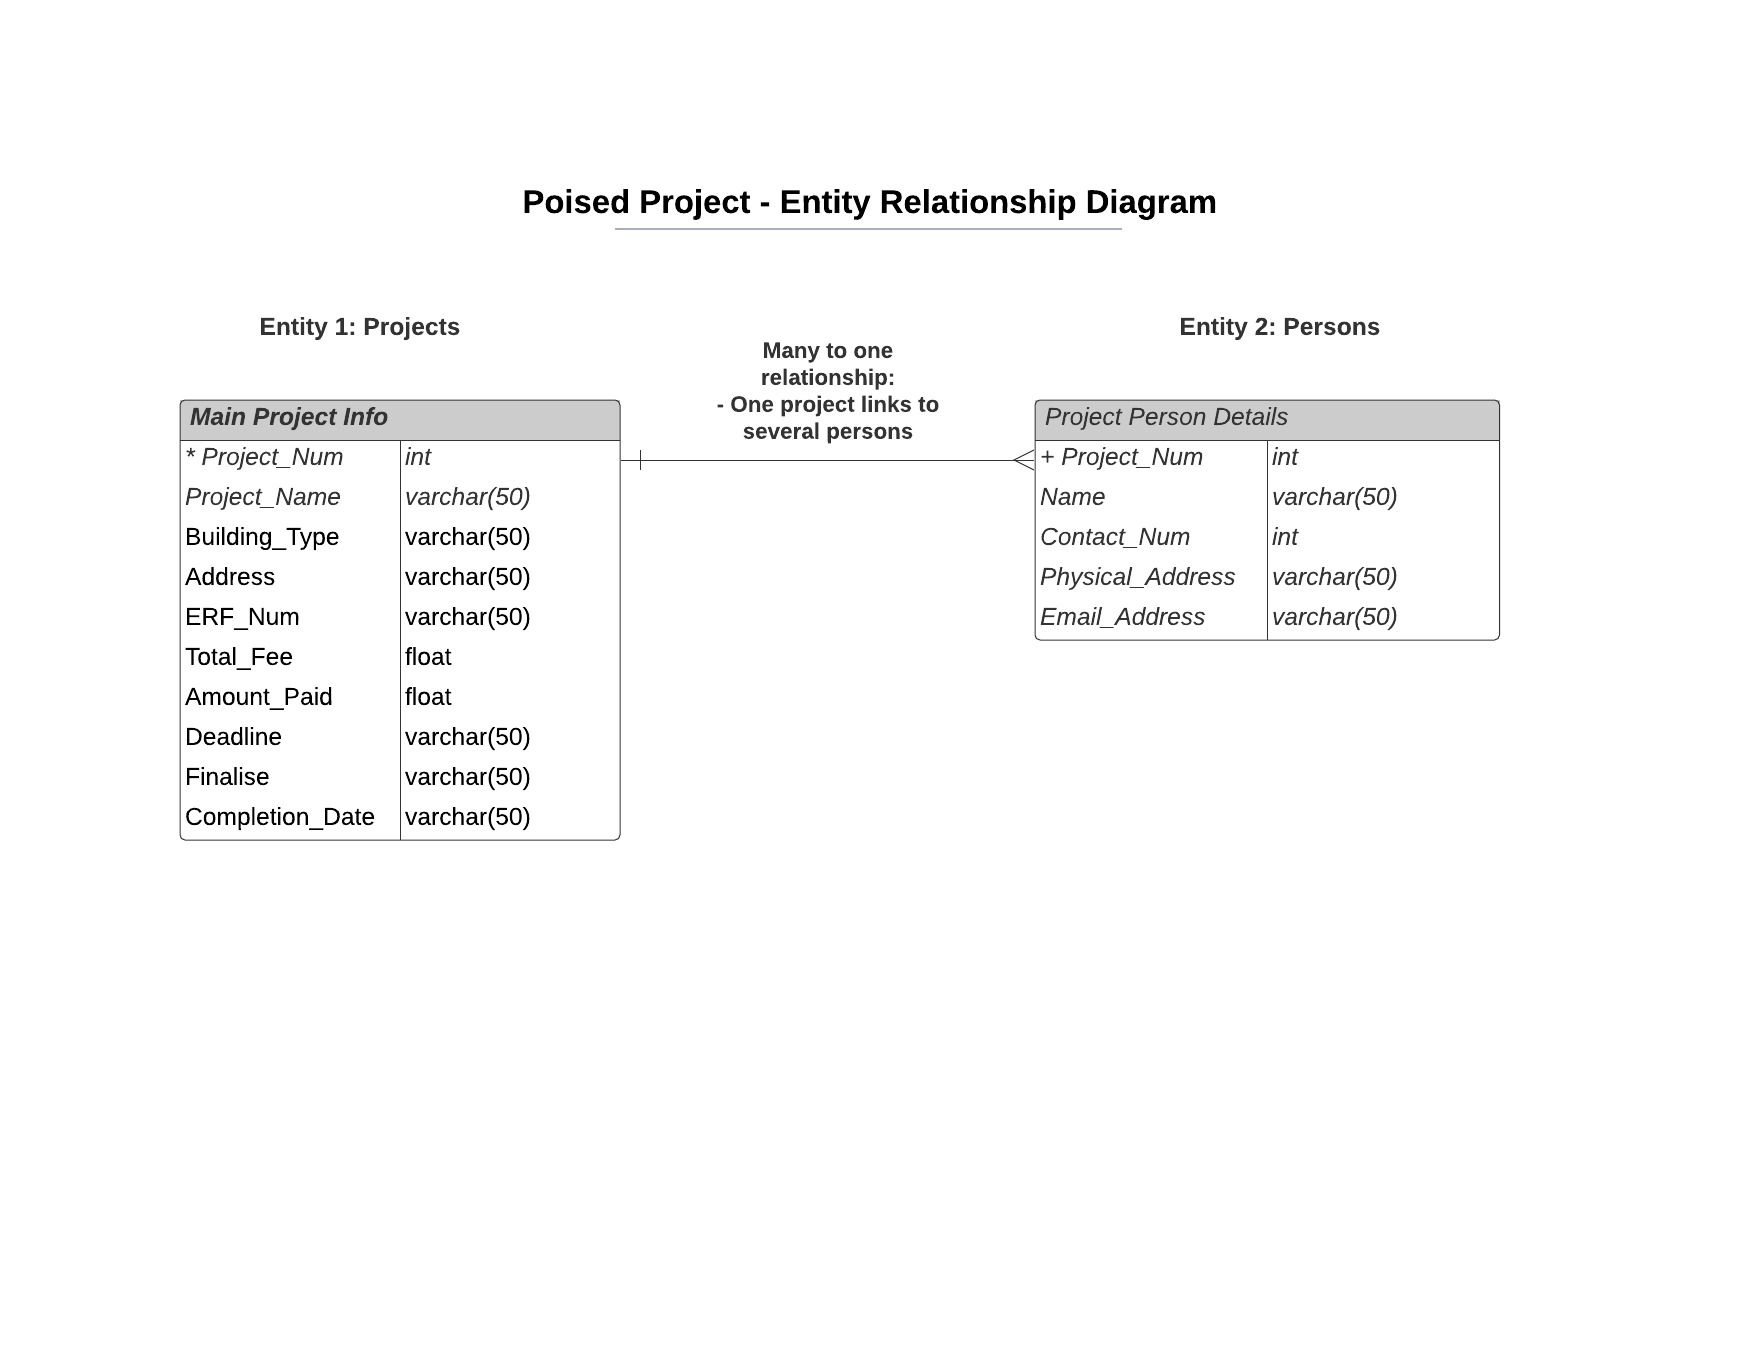 Poised Project - Entity Relationship Diagram
Entity 1: Projects
Entity 2: Persons
Many to one
relationship:
- One project links to
several persons
Main Project Info
* Project_Num int
Project_Name varchar(50)
Building_Type varchar(50)
Address varchar(50)
ERF_Num varchar(50)
Total_Fee float
Amount_Paid float
Deadline varchar(50)
Finalise varchar(50)
Completion_Date varchar(50)
Project Person Details
+ Project_Num int
Name varchar(50)
Contact_Num int
Physical_Address varchar(50)
Email_Address varchar(50)